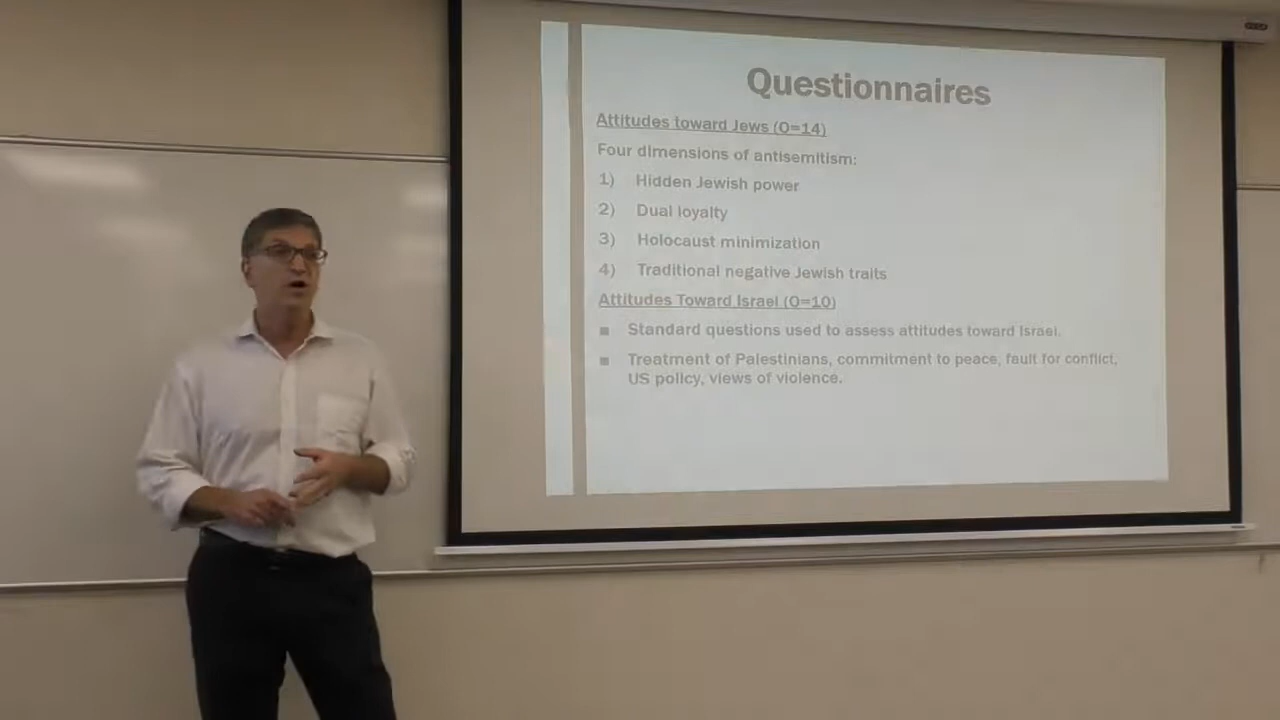 Questionnaires
Attitudes toward Jews (Q=14)
Four dimensions of antisemitism:
1) Hidden Jewish power
2) Dual loyalty
3) Holocaust minimization
4) Traditional negative Jewish traits
Attitudes Toward Israel (Q=10)
■ Standard questions used to assess attitudes toward Israel.
■ Treatment of Palestinians, commitment to peace, fault for conflict,
US policy, views of violence.